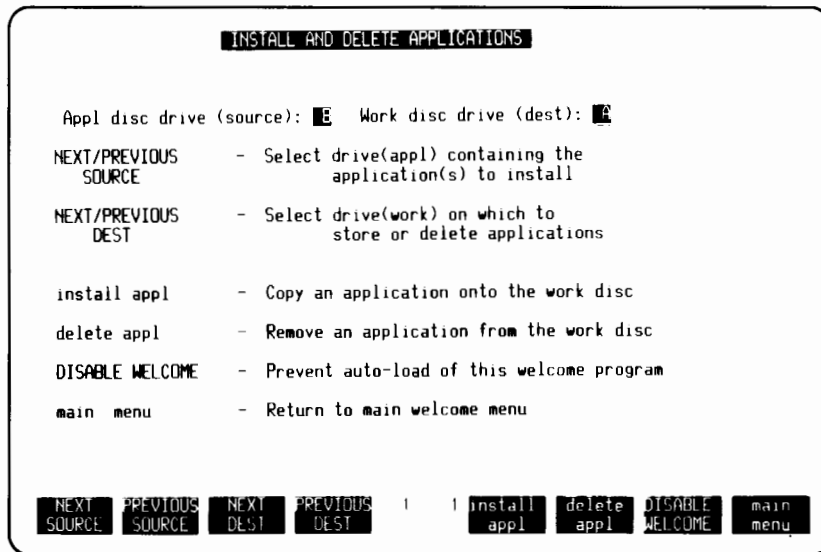 INSTALL AND DELETE APPLICATIONS
Appl disc drive (source): B Work disc drive (dest): A
NEXT/PREVIOUS - Select drive(appl) containing the
SOURCE application(s) to install
NEXT/PREVIOUS - Select drive(work) on which to
DEST store or delete applications
install appl - Copy an application onto the work disc
delete appl - Remove an application from the work disc
DISABLE WELCOME - Prevent auto-load of this welcome program
main menu - Return to main welcome menu
NEXT PREVIOUS NEXT PREVIOUS 1 1 install delete DISABLE main
SOURCE SOURCE DEST DEST appl appl WELCOME menu